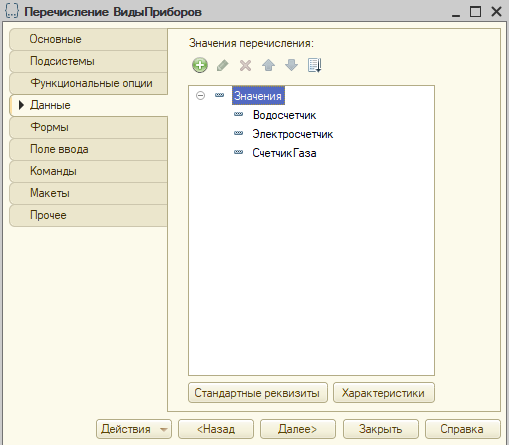 Перечисление ВидыПриборов
Основные
Подсистемы
Функциональные опции
Данные
Формы
Поле ввода
Команды
Макеты
Прочее
Значения перечисления:
Значения
Водосчетчик
Электросчетчик
СчетчикГаза
Стандартные реквизиты
Характеристики
Действия
<Назад
Далее>
Закрыть
Справка